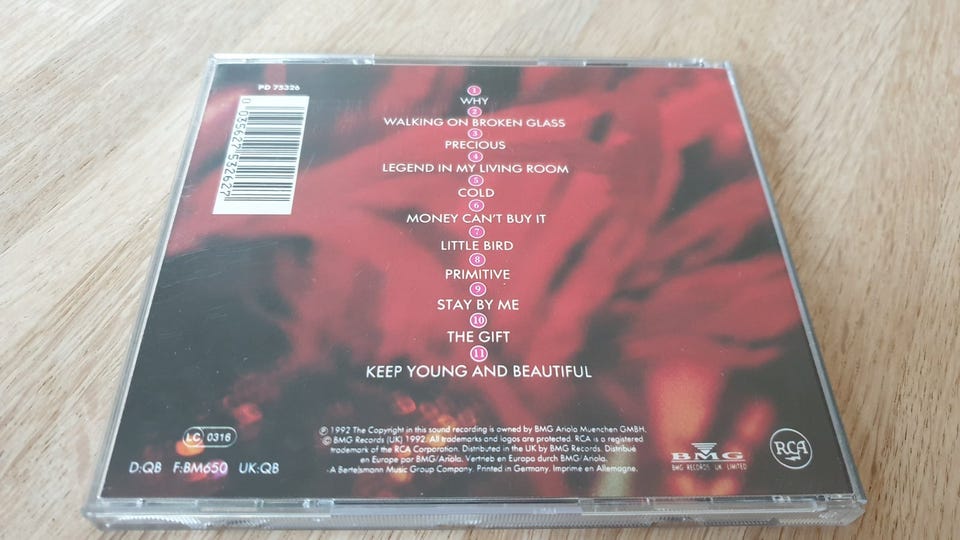 PD 75326
0 035627 532627
1
WHY
2
WALKING ON BROKEN GLASS
3
PRECIOUS
4
LEGEND IN MY LIVING ROOM
5
COLD
6
MONEY CAN'T BUY IT
7
LITTLE BIRD
8
PRIMITIVE
9
STAY BY ME
10
THE GIFT
11
KEEP YOUNG AND BEAUTIFUL
LC 0316
D:QB F:BM650 UK:QB
℗ 1992 The Copyright in this sound recording is owned by BMG Ariola Muenchen GMBH.
© BMG Records (UK) 1992. All trademarks and logos are protected. RCA is a registered
trademark of the RCA Corporation. Distributed in the UK by BMG Records. Distribué
en Europe par BMG/Ariola. Vertrieb en Europa durch BMG/Ariola.
-A Bertelsmann Music Group Company. Printed in Germany. Imprime en Allemagne.
BMG
BMG RECORDS UK LIMITED
RCA